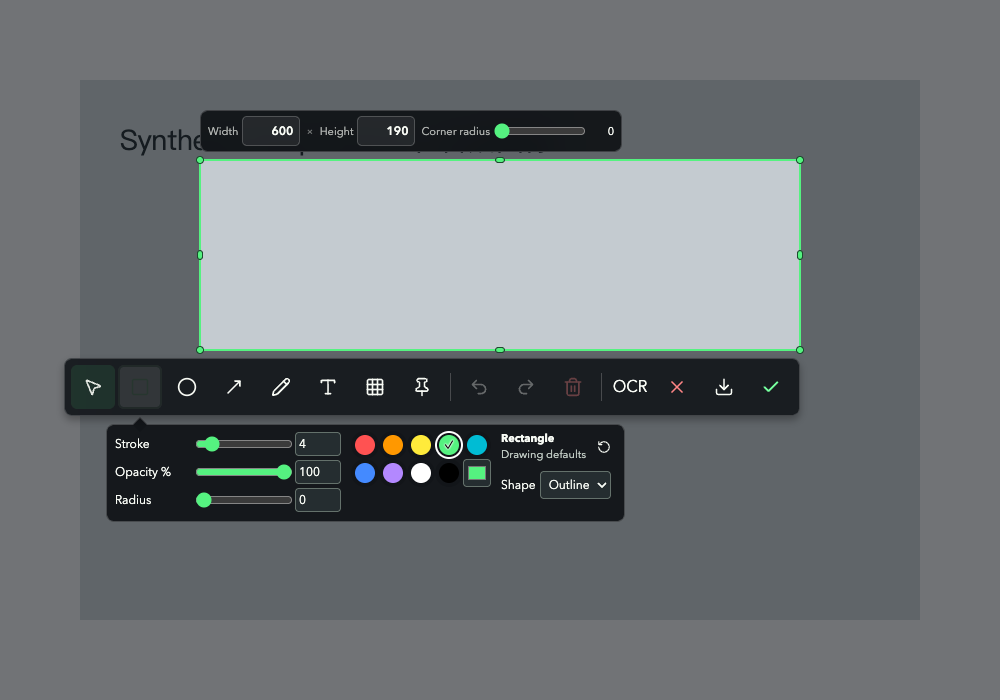 Synthe
Width 600 × Height 190 Corner radius 0
OCR
Stroke 4
Opacity % 100
Radius 0
Rectangle
Drawing defaults
Shape Outline